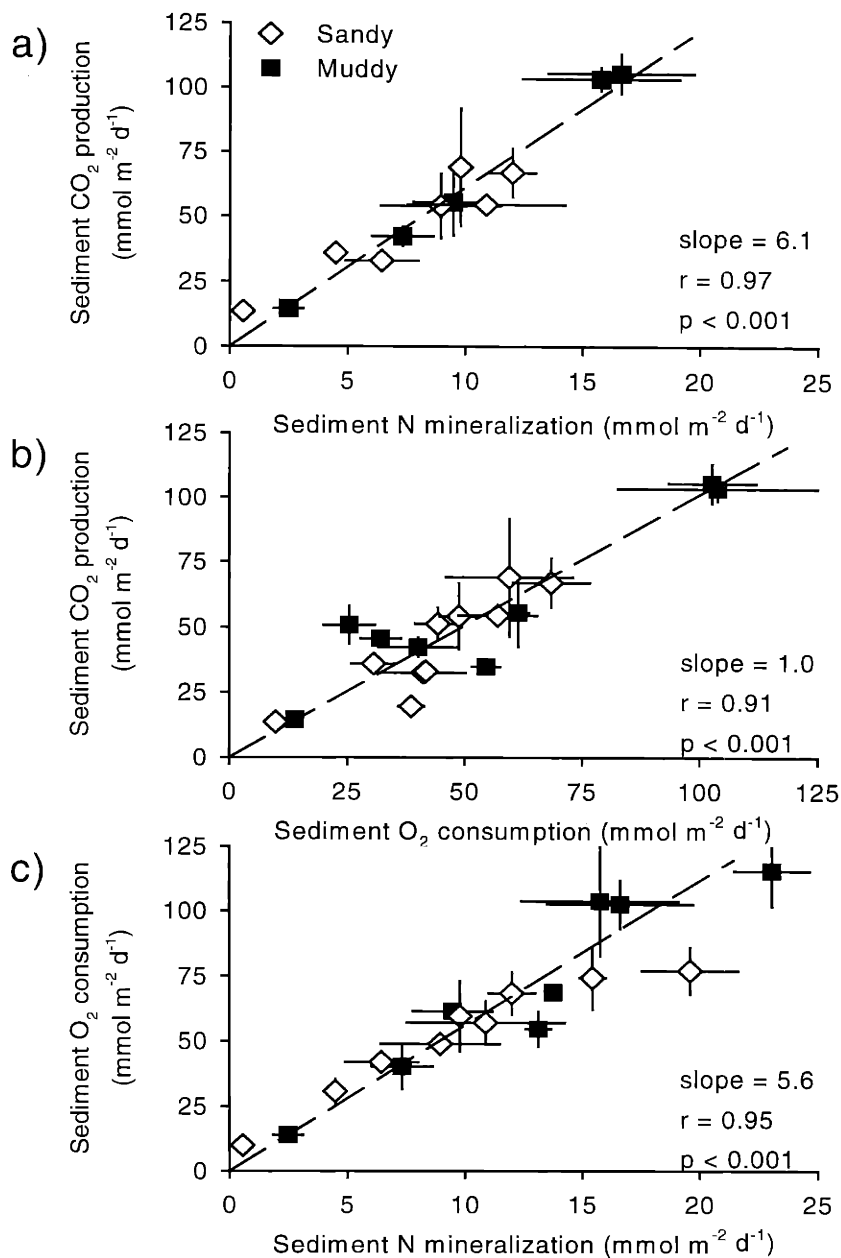 a)
Sandy
Muddy
Sediment CO₂ production
(mmol m⁻² d⁻¹)
125
100
75
50
25
0
slope = 6.1
r = 0.97
p < 0.001
0 5 10 15 20 25
Sediment N mineralization (mmol m⁻² d⁻¹)
b)
Sediment CO₂ production
(mmol m⁻² d⁻¹)
125
100
75
50
25
0
slope = 1.0
r = 0.91
p < 0.001
0 25 50 75 100 125
Sediment O₂ consumption (mmol m⁻² d⁻¹)
c)
Sediment O₂ consumption
(mmol m⁻² d⁻¹)
125
100
75
50
25
0
slope = 5.6
r = 0.95
p < 0.001
0 5 10 15 20 25
Sediment N mineralization (mmol m⁻² d⁻¹)